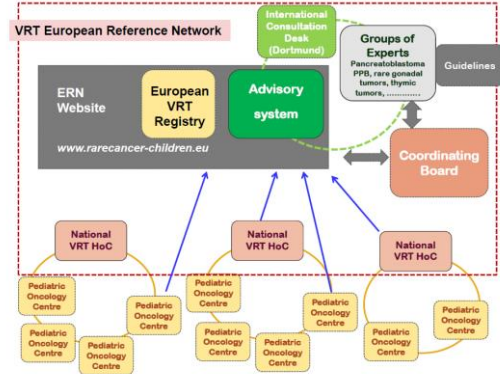 VRT European Reference Network
International
Consultation
Desk
(Dortmund)
Groups of
Experts
Pancreatoblastoma
PPB, rare gonadal
tumors, thymic
tumors, .............
Guidelines
ERN
Website
European
VRT
Registry
Advisory
system
www.rarecancer-children.eu
Coordinating
Board
National
VRT HoC
National
VRT HoC
National
VRT HoC
Pediatric
Oncology
Centre
Pediatric
Oncology
Centre
Pediatric
Oncology
Centre
Pediatric
Oncology
Centre
Pediatric
Oncology
Centre
Pediatric
Oncology
Centre
Pediatric
Oncology
Centre
Pediatric
Oncology
Centre
Pediatric
Oncology
Centre
Pediatric
Oncology
Centre